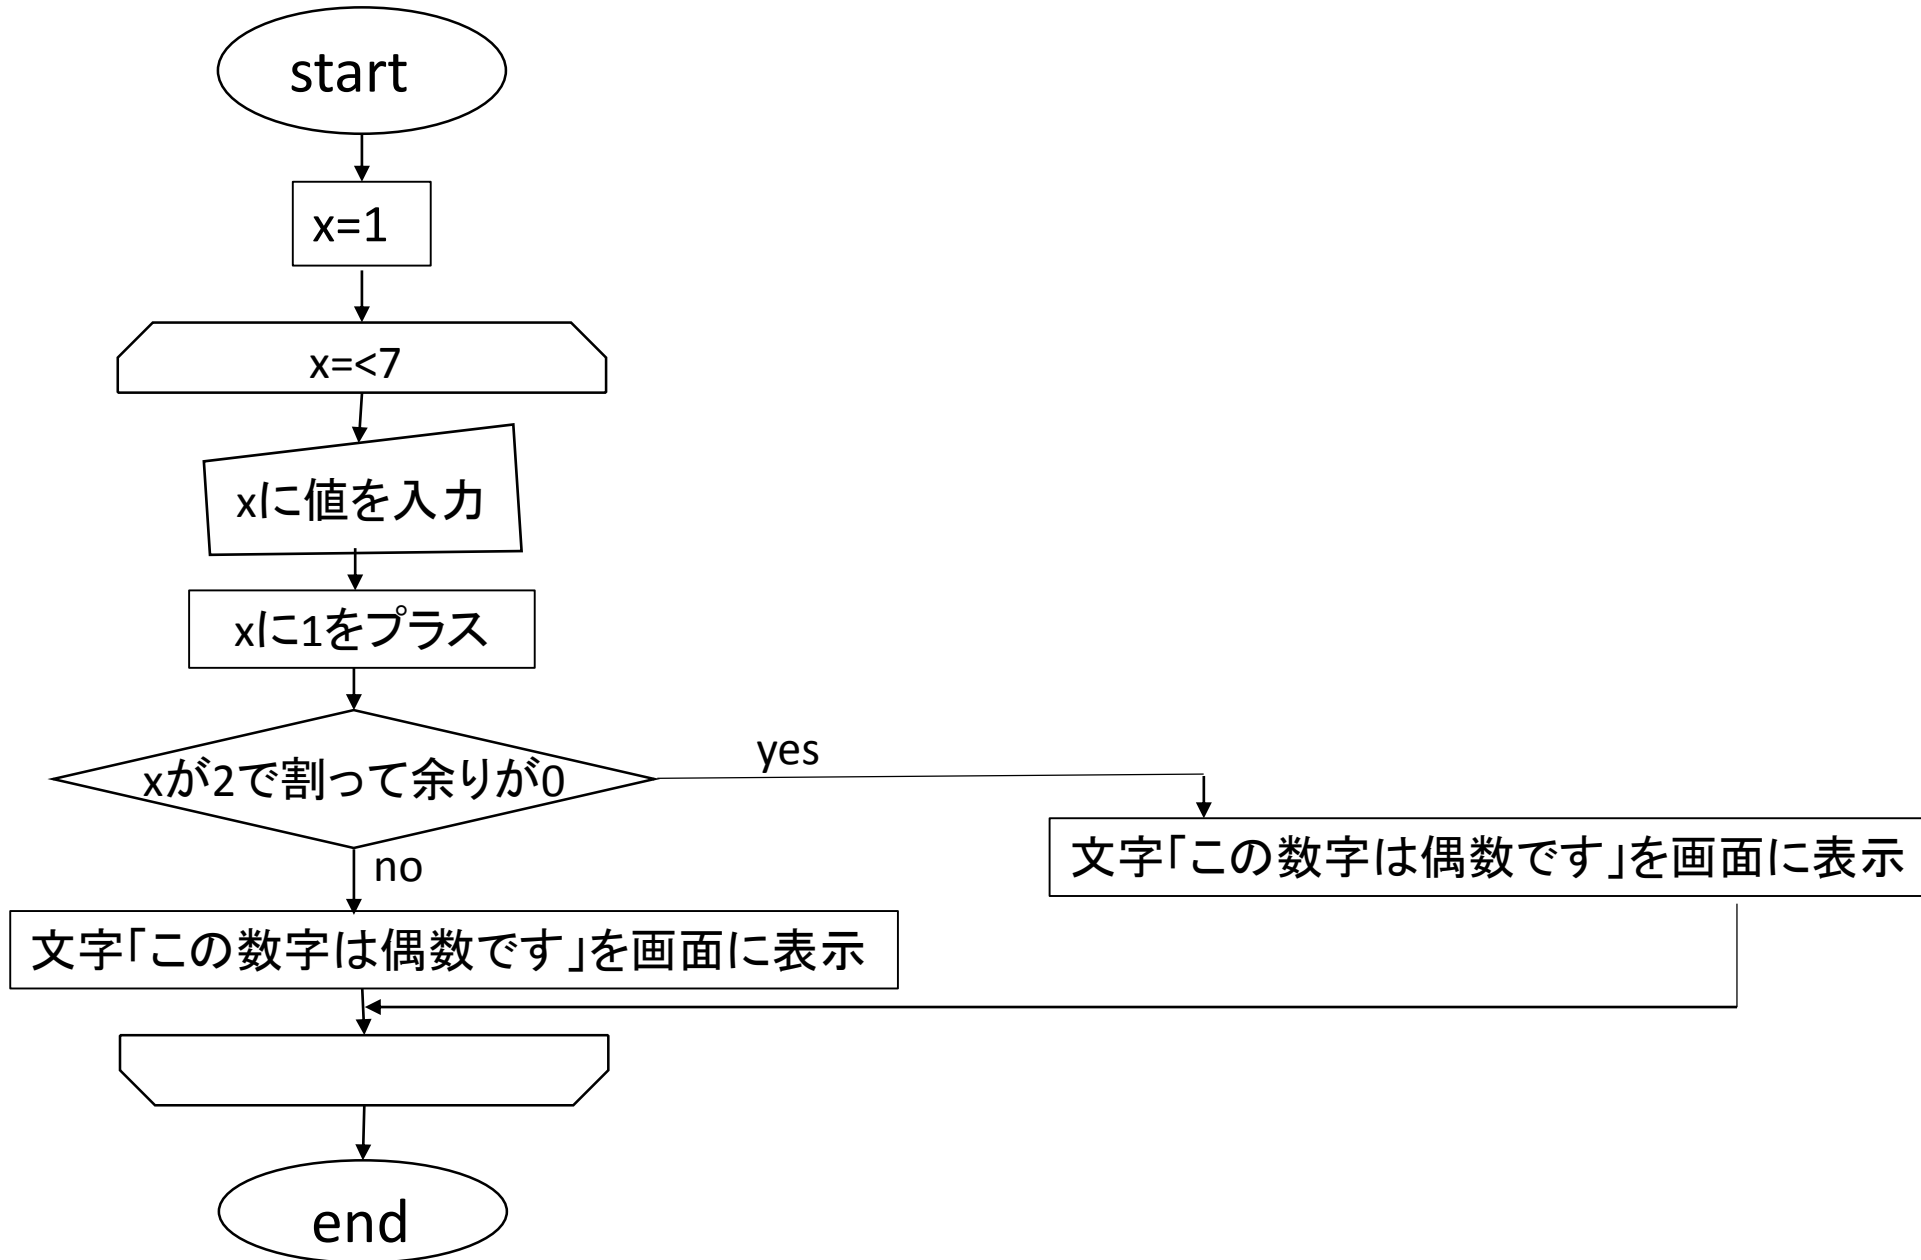 start
x=1
x=<7
xに値を入力
xに1をプラス
xが2で割って余りが0
yes
文字「この数字は偶数です」を画面に表示
no
文字「この数字は偶数です」を画面に表示
end